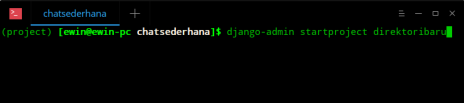 chatsederhana
(project) [ewin@ewin-pc chatsederhana]$ django-admin startproject direktoribaru